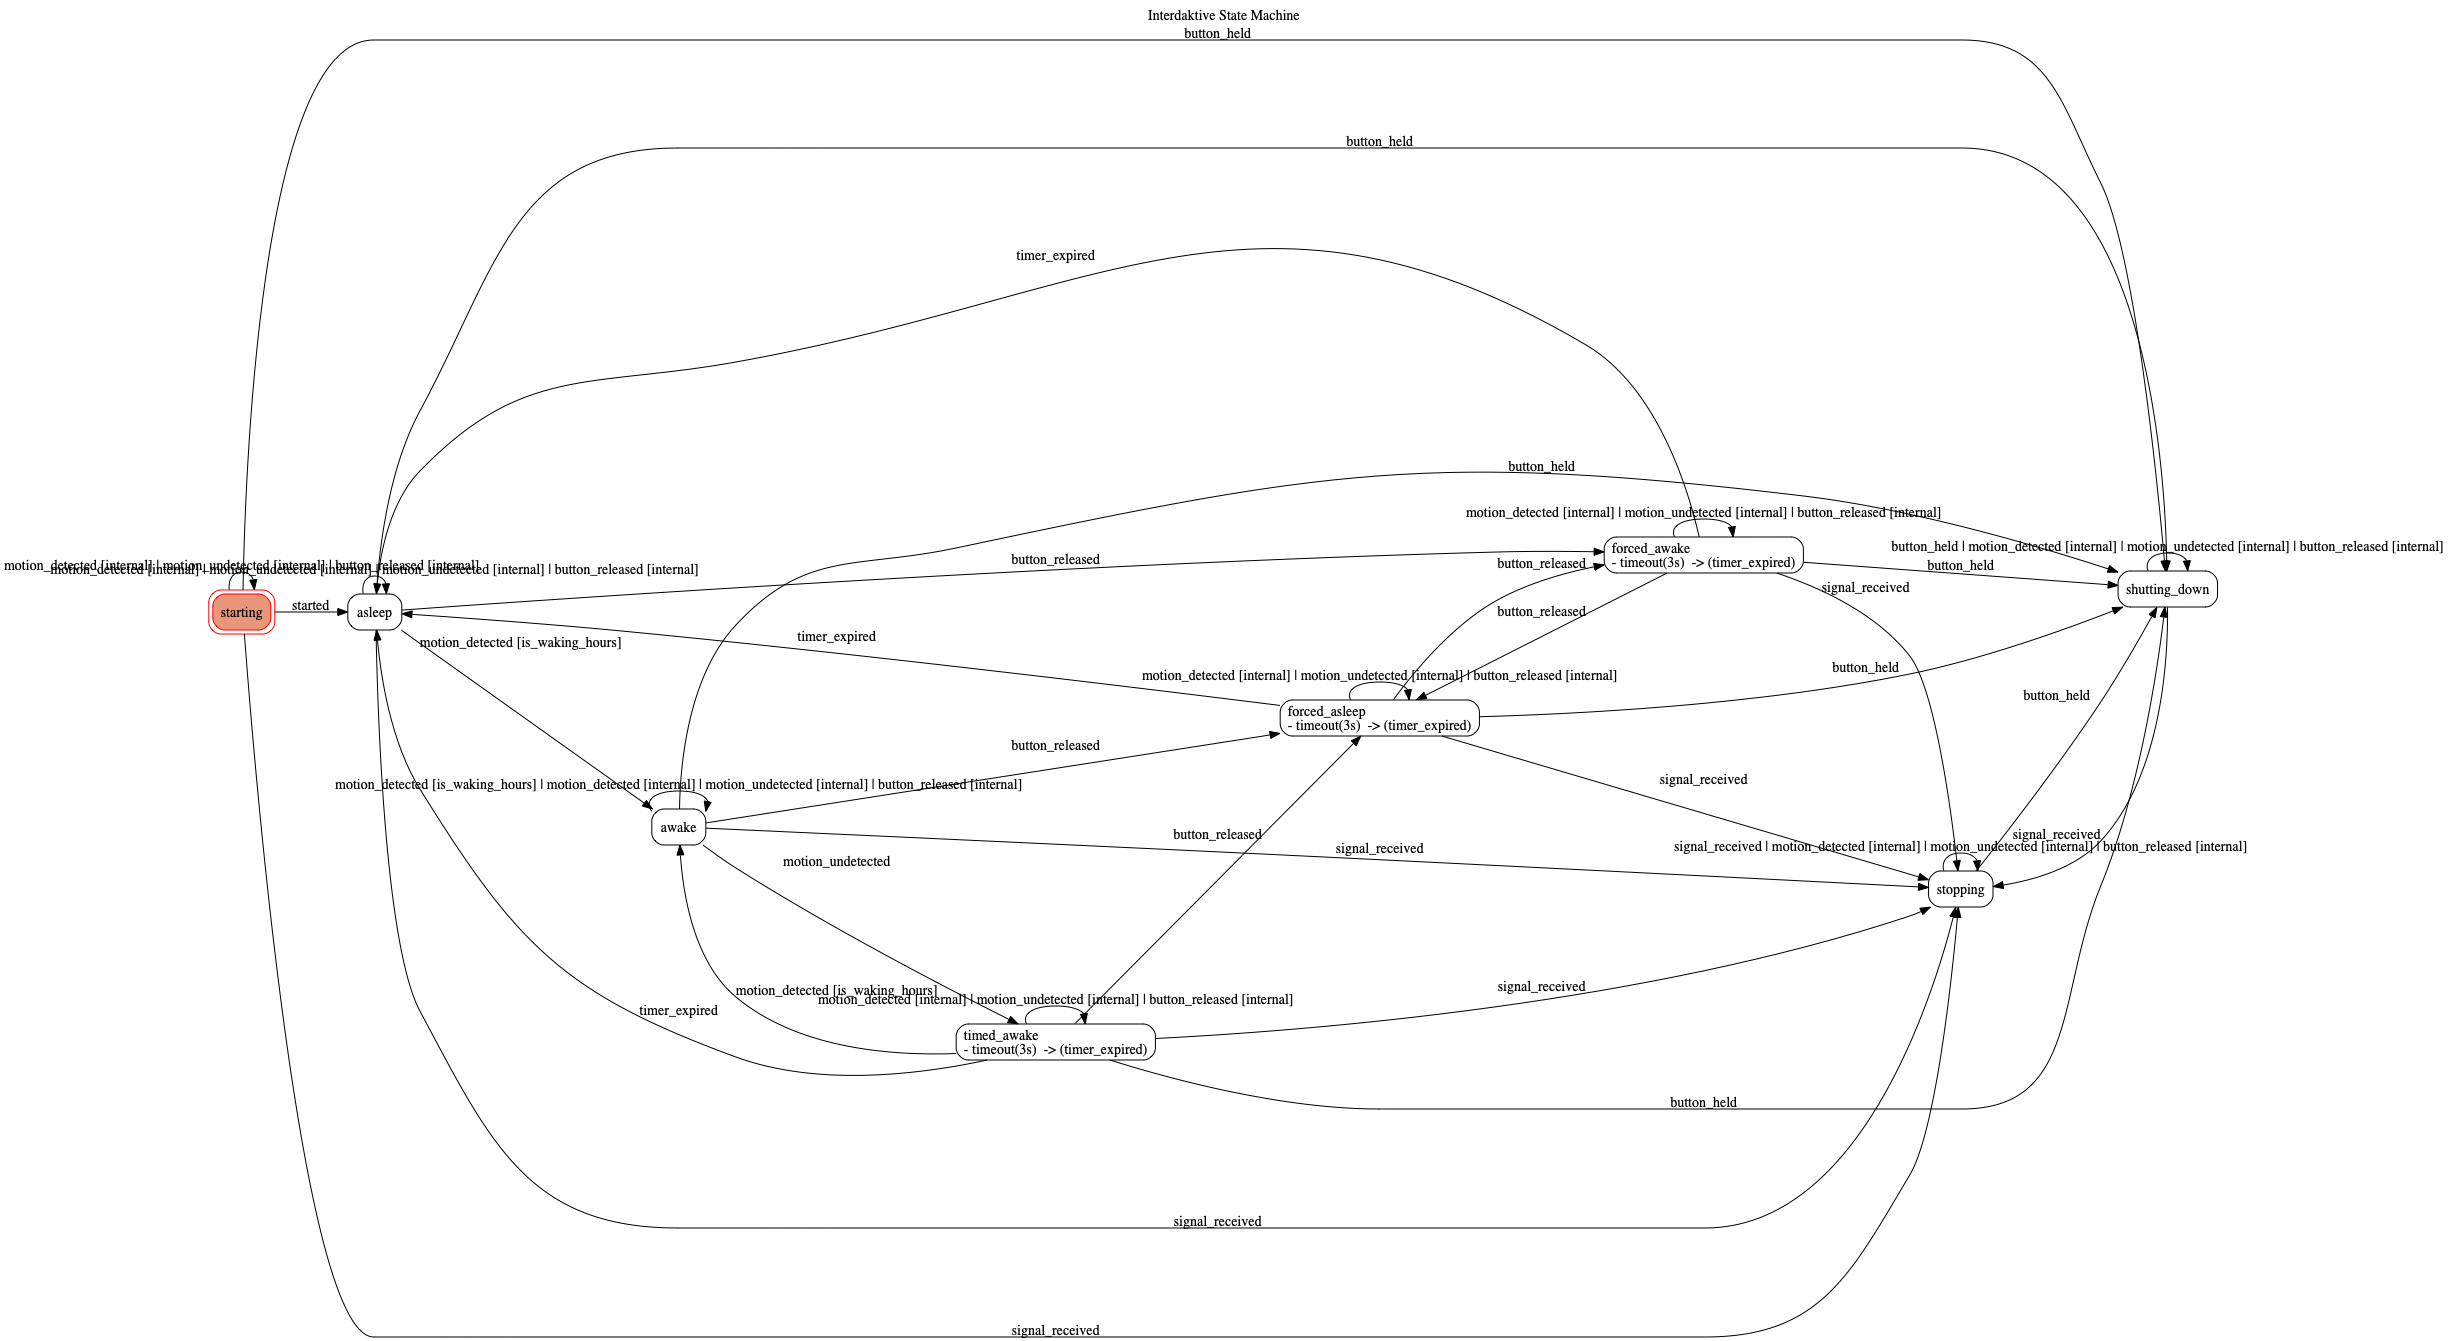 Interdaktive State Machine
button_held
button_held
timer_expired
button_held
motion_detected [internal] | motion_undetected [internal] | button_released [internal]
forced_awake
- timeout(3s)  -> (timer_expired)
button_released
button_released
button_released
button_held | motion_detected [internal] | motion_undetected [internal] | button_released [internal]
button_held
shutting_down
signal_received
motion_detected [internal] | motion_undetected [internal] | button_released [internal]
motion_detected [internal] | motion_undetected [internal] | motion_undetected [internal] | button_released [internal]
starting
started
asleep
timer_expired
motion_detected [is_waking_hours]
motion_detected [internal] | motion_undetected [internal] | button_released [internal]
forced_asleep
- timeout(3s)  -> (timer_expired)
button_held
button_held
button_released
signal_received
motion_detected [is_waking_hours] | motion_detected [internal] | motion_undetected [internal] | button_released [internal]
awake
button_released
signal_received
signal_received
signal_received | motion_detected [internal] | motion_undetected [internal] | button_released [internal]
stopping
motion_undetected
motion_detected [is_waking_hours]
motion_detected [internal] | motion_undetected [internal] | button_released [internal]
signal_received
timer_expired
timed_awake
- timeout(3s)  -> (timer_expired)
button_held
signal_received
signal_received